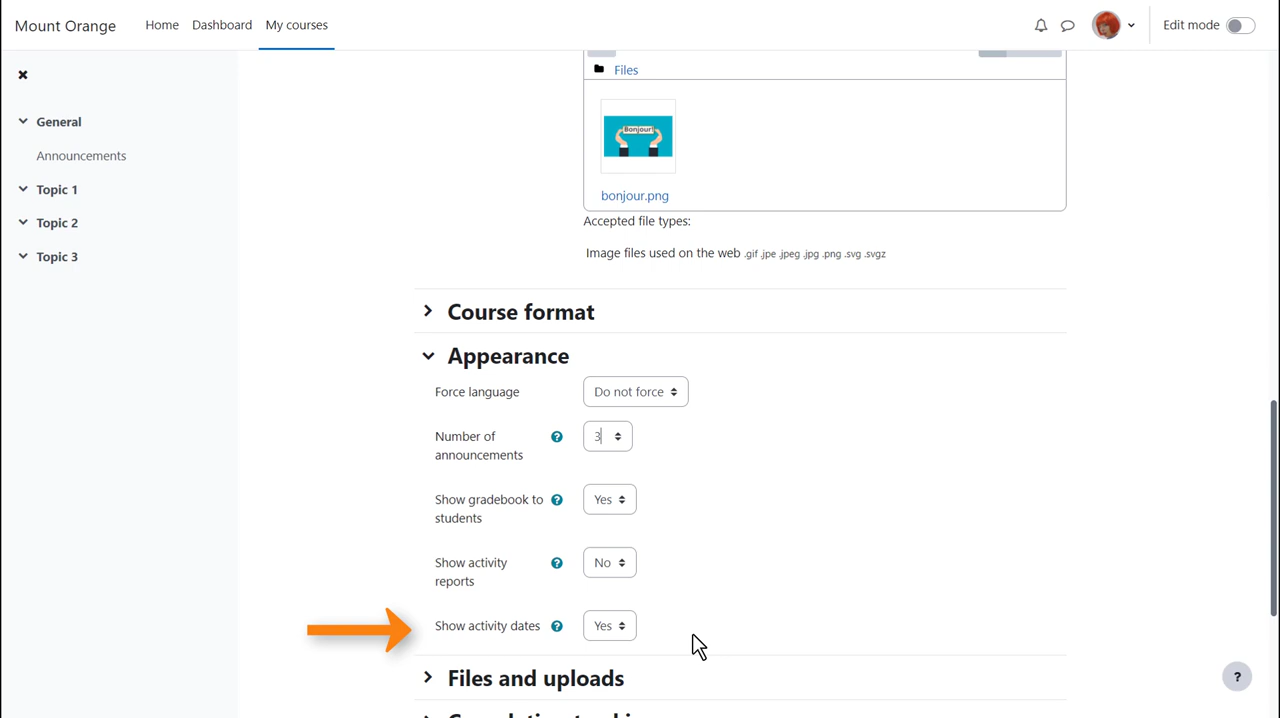 Mount Orange
Home
Dashboard
My courses
Edit mode
General
Announcements
Topic 1
Topic 2
Topic 3
Files
Bonjour!
bonjour.png
Accepted file types:
Image files used on the web .gif .jpe .jpeg .jpg .png .svg .svgz
Course format
Appearance
Force language
Do not force
Number of
announcements
?
3
Show gradebook to
students
?
Yes
Show activity
reports
?
No
Show activity dates
?
Yes
Files and uploads
?